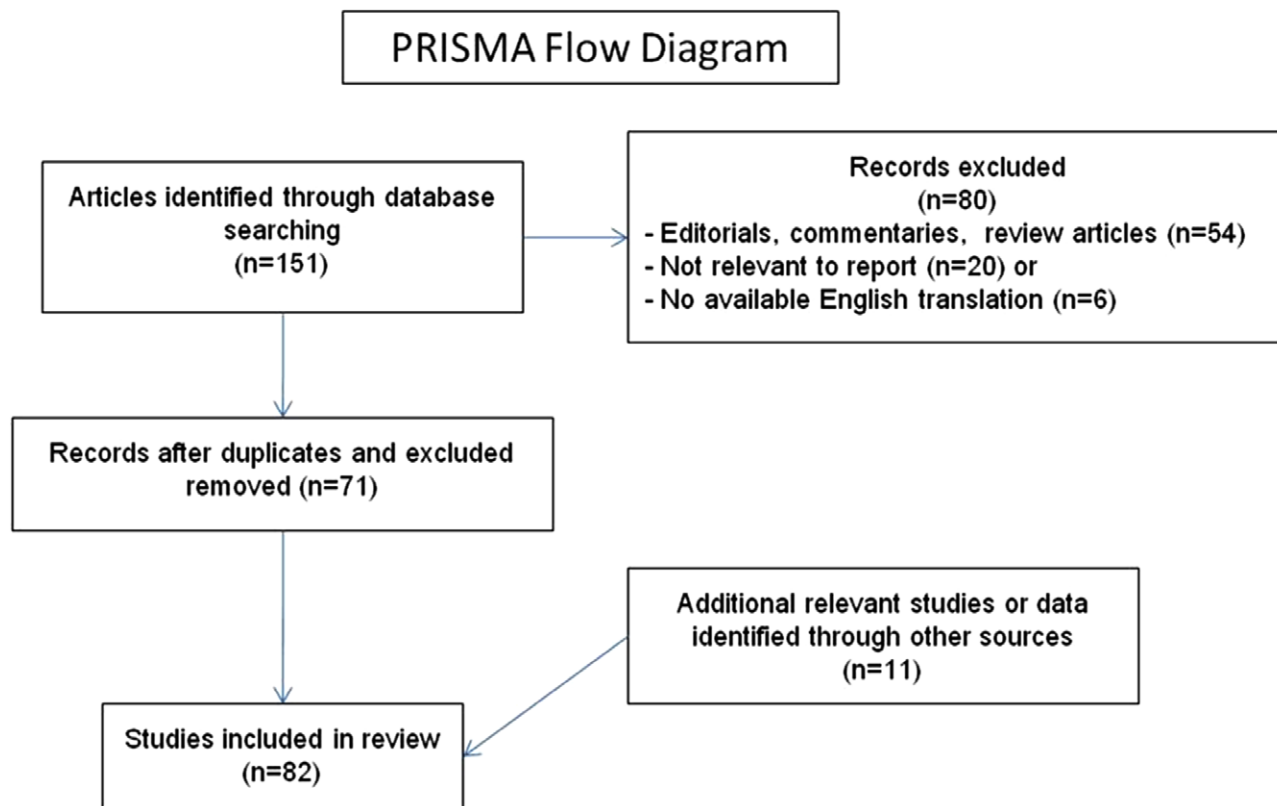 PRISMA Flow Diagram
Articles identified through database
searching
(n=151)
Records excluded
(n=80)
- Editorials, commentaries, review articles (n=54)
- Not relevant to report (n=20) or
- No available English translation (n=6)
Records after duplicates and excluded
removed (n=71)
Additional relevant studies or data
identified through other sources
(n=11)
Studies included in review
(n=82)